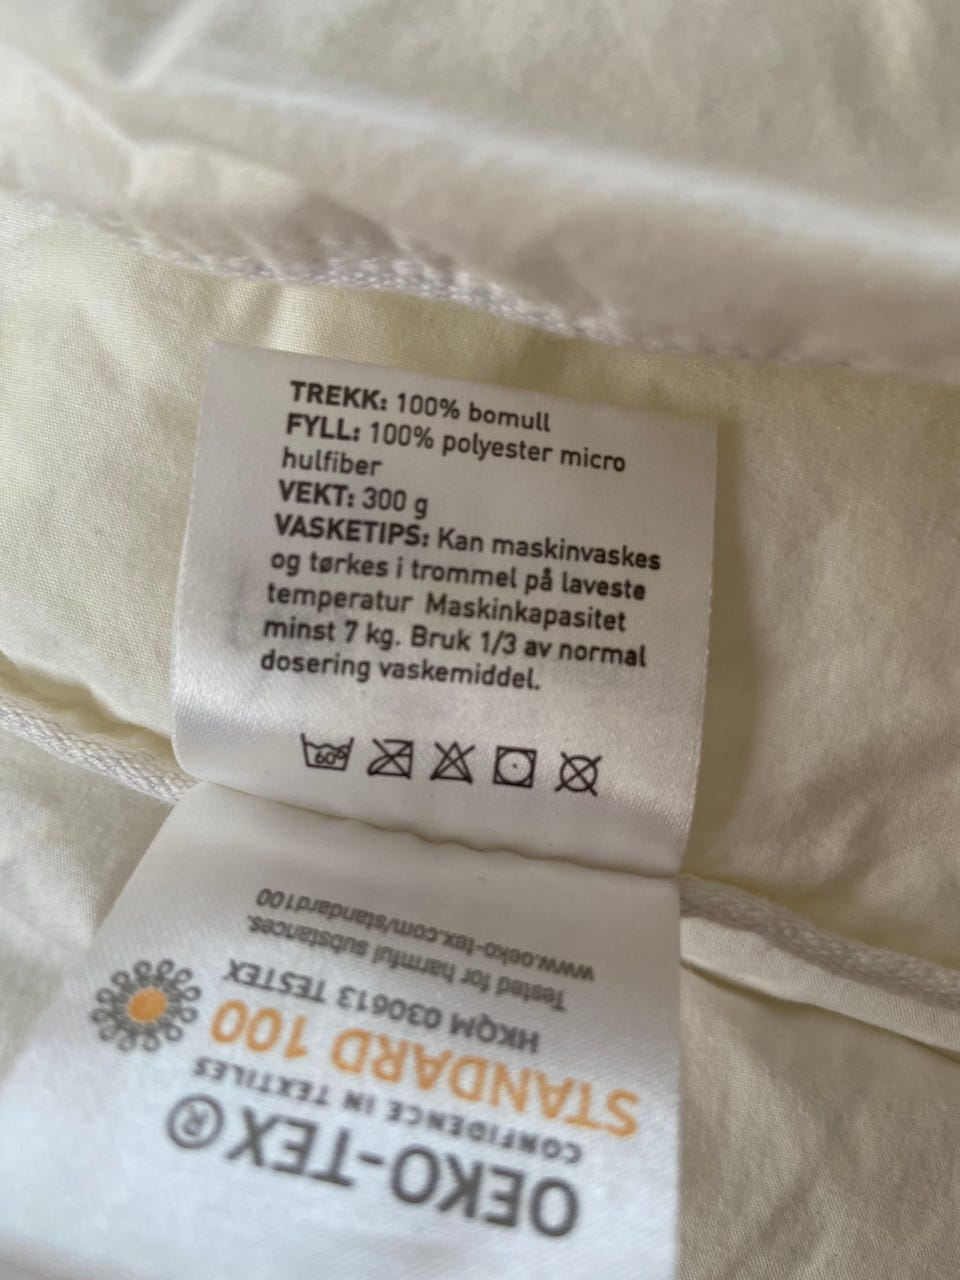 TREKK: 100% bomull
FYLL: 100% polyester micro
hulfiber
VEKT: 300 g
VASKETIPS: Kan maskinvaskes
og tørkes i trommel på laveste
temperatur Maskinkapasitet
minst 7 kg. Bruk 1/3 av normal
dosering vaskemiddel.
60°
OEKO-TEX®
CONFIDENCE IN TEXTILES
STANDARD 100
HKQM 030613 TESTEX
Tested for harmful substances.
www.oeko-tex.com/standard100